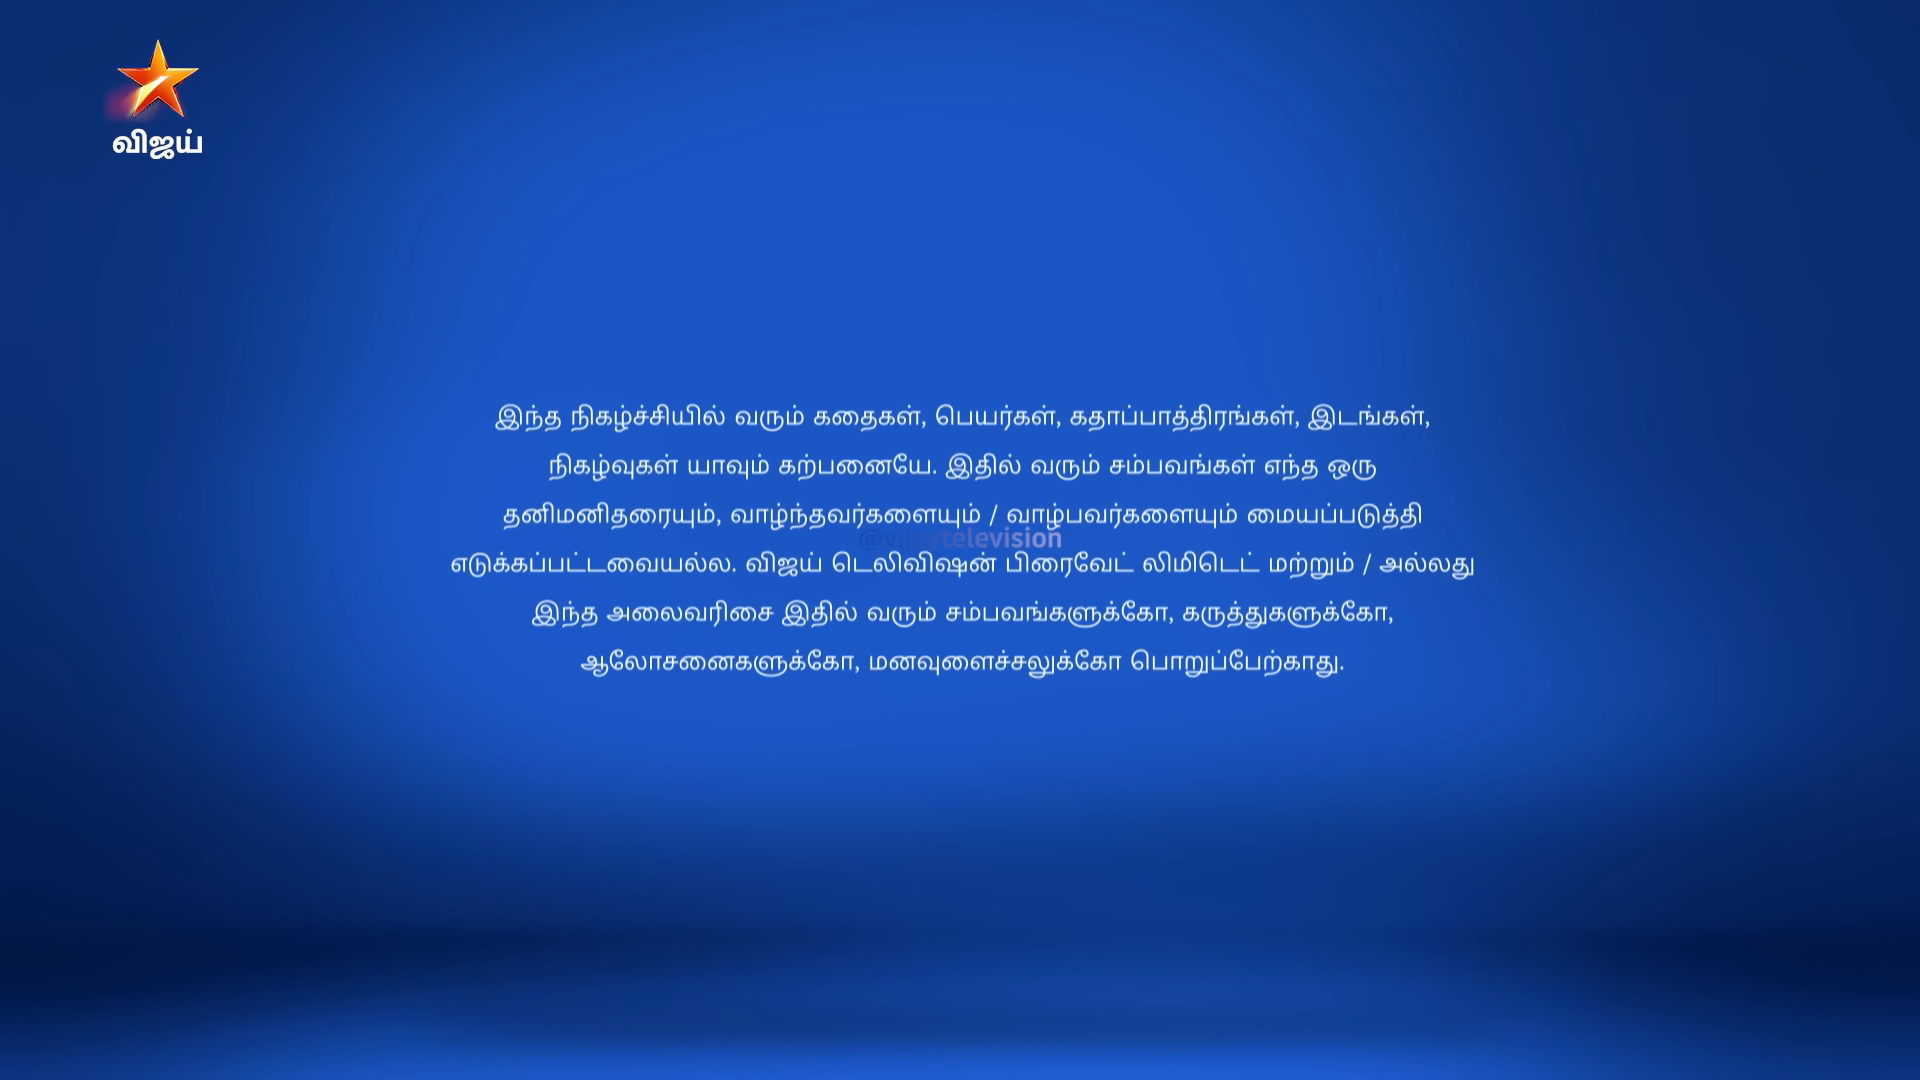 விஜய்
இந்த நிகழ்ச்சியில் வரும் கதைகள், பெயர்கள், கதாப்பாத்திரங்கள், இடங்கள்,
நிகழ்வுகள் யாவும் கற்பனையே. இதில் வரும் சம்பவங்கள் எந்த ஒரு
தனிமனிதரையும், வாழ்ந்தவர்களையும் / வாழ்பவர்களையும் மையப்படுத்தி
@vijaytelevision
எடுக்கப்பட்டவையல்ல. விஜய் டெலிவிஷன் பிரைவேட் லிமிடெட் மற்றும் / அல்லது
இந்த அலைவரிசை இதில் வரும் சம்பவங்களுக்கோ, கருத்துகளுக்கோ,
ஆலோசனைகளுக்கோ, மனவுளைச்சலுக்கோ பொறுப்பேற்காது.